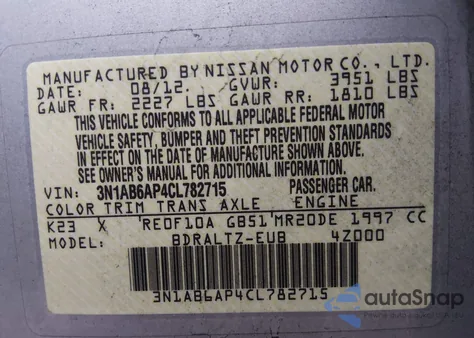 MANUFACTURED BY NISSAN MOTOR CO., LTD.
DATE: 08/12. GVWR: 3951 LBS
GAWR FR: 2227 LBS GAWR RR: 1810 LBS
THIS VEHICLE CONFORMS TO ALL APPLICABLE FEDERAL MOTOR
VEHICLE SAFETY, BUMPER AND THEFT PREVENTION STANDARDS
IN EFFECT ON THE DATE OF MANUFACTURE SHOWN ABOVE.
SEE OWNER'S MANUAL FOR ADDITIONAL INFORMATION.
VIN: 3N1AB6AP4CL782715 PASSENGER CAR.
COLOR TRIM TRANS AXLE ENGINE
K23 X RE0F10A GB51 MR20DE 1997 CC
MODEL: BDRALTZ-EUB 4Z000
3N1AB6AP4CL782715
autoSnap